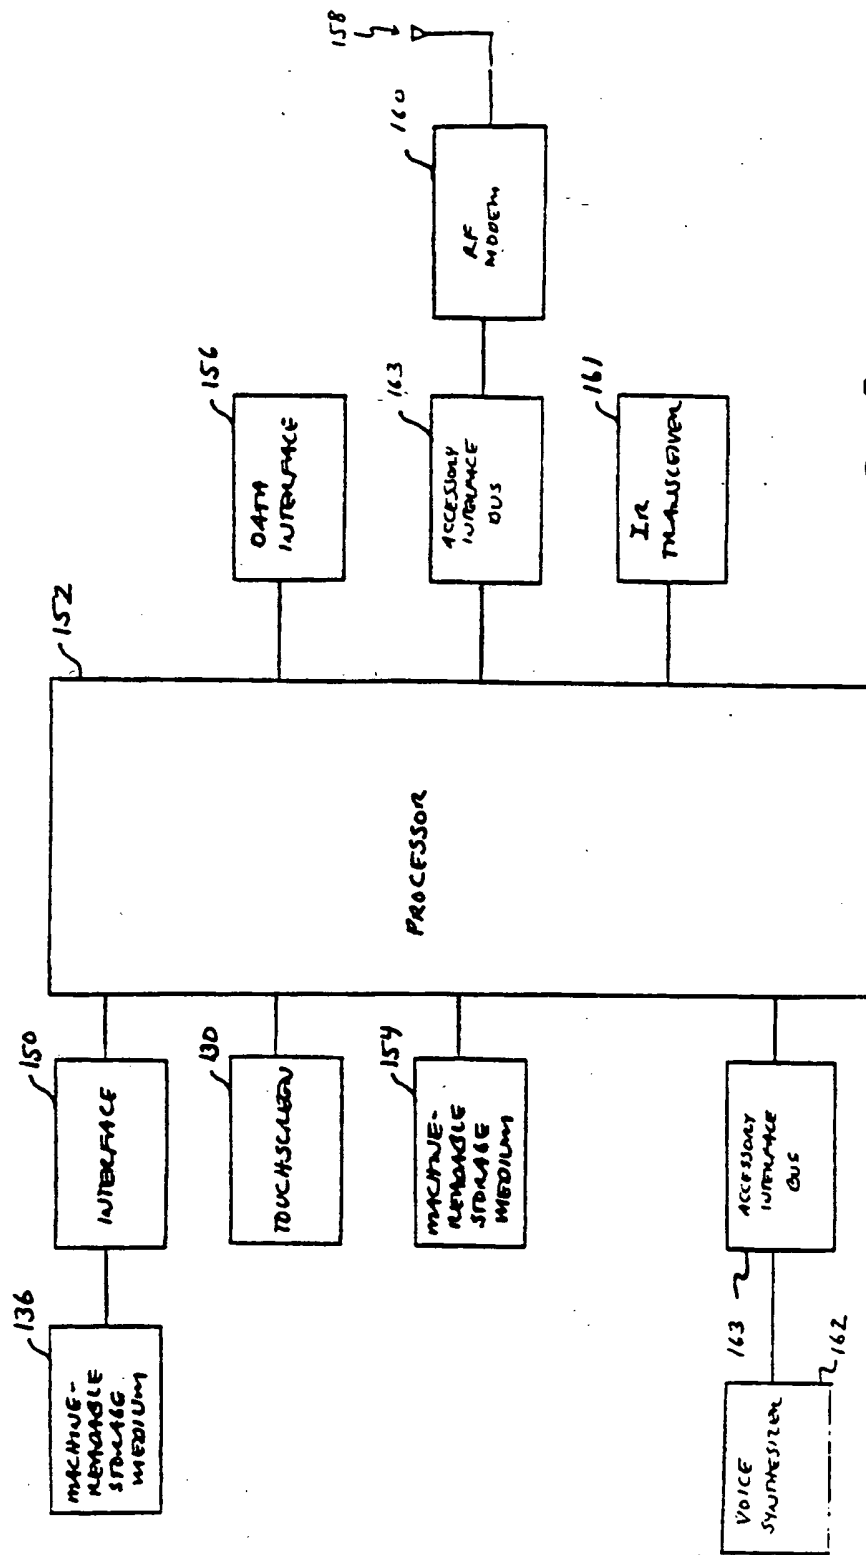 136
MACHINE-
READABLE
STORAGE
MEDIUM
150
INTERFACE
130
TOUCHSCREEN
154
MACHINE-
READABLE
STORAGE
MEDIUM
VOICE
SYNTHESIZER
162
163
ACCESSORY
INTERFACE
BUS
152
PROCESSOR
156
DATA
INTERFACE
163
ACCESSORY
INTERFACE
BUS
161
IR
TRANSCEIVER
160
RF
MODEM
158